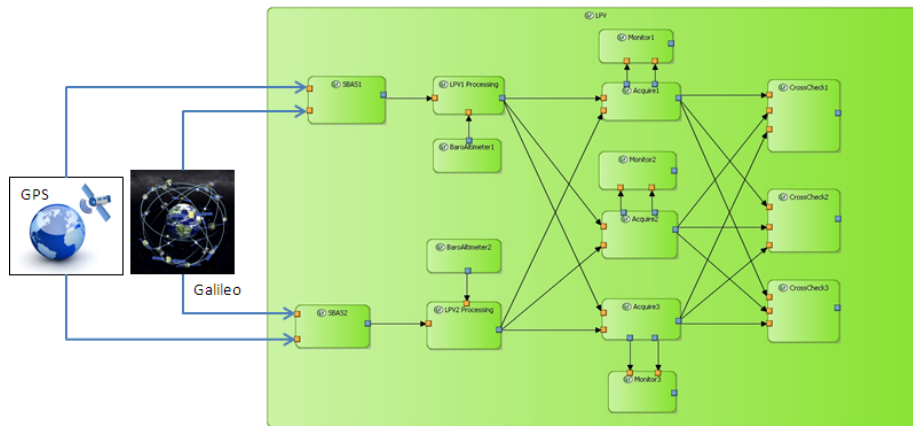 LPV
Monitor1
SBAS1
LPV1 Processing
Acquire1
CrossCheck1
BaroAltimeter1
Monitor2
GPS
CrossCheck2
Acquire2
BaroAltimeter2
Galileo
CrossCheck3
SBAS2
LPV2 Processing
Acquire3
Monitor3